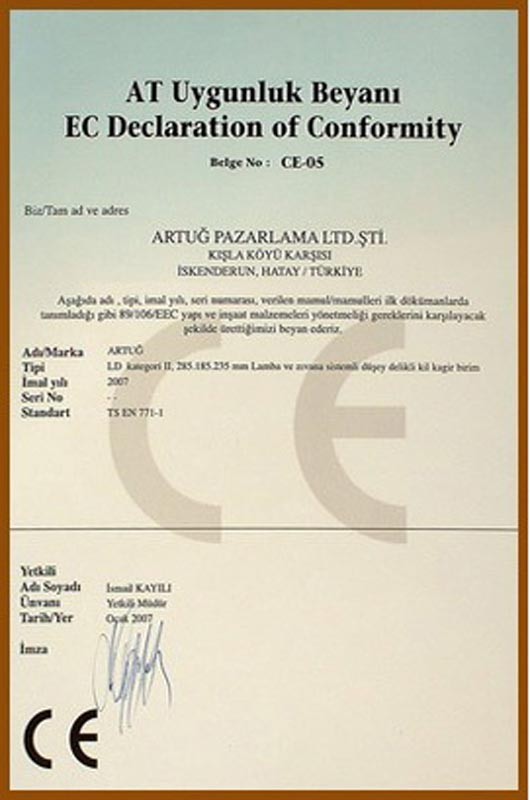 AT Uygunluk Beyanı
EC Declaration of Conformity
Belge No : CE-05
Biz/Tam ad ve adres
ARTUĞ PAZARLAMA LTD.ŞTİ.
KIŞLA KÖYÜ KARŞISI
İSKENDERUN, HATAY / TÜRKİYE
Aşağıda adı , tipi, imal yılı, seri numarası, verilen mamul/mamulleri ilk dökümanlarda
tanımladığı gibi 89/106/EEC yapı ve inşaat malzemeleri yönetmeliği gereklerini karşılayacak
şekilde ürettiğimizi beyan ederiz.
Adı/Marka ARTUĞ
Tipi LD kategori II, 285.185.235 mm Lamba ve zıvana sistemli düşey delikli kil kagir birim
İmal yılı 2007
Seri No - -
Standart TS EN 771-1
Yetkili
Adı Soyadı İsmail KAYILI
Ünvanı Yetkili Müdür
Tarih/Yer Ocak 2007
İmza
CE